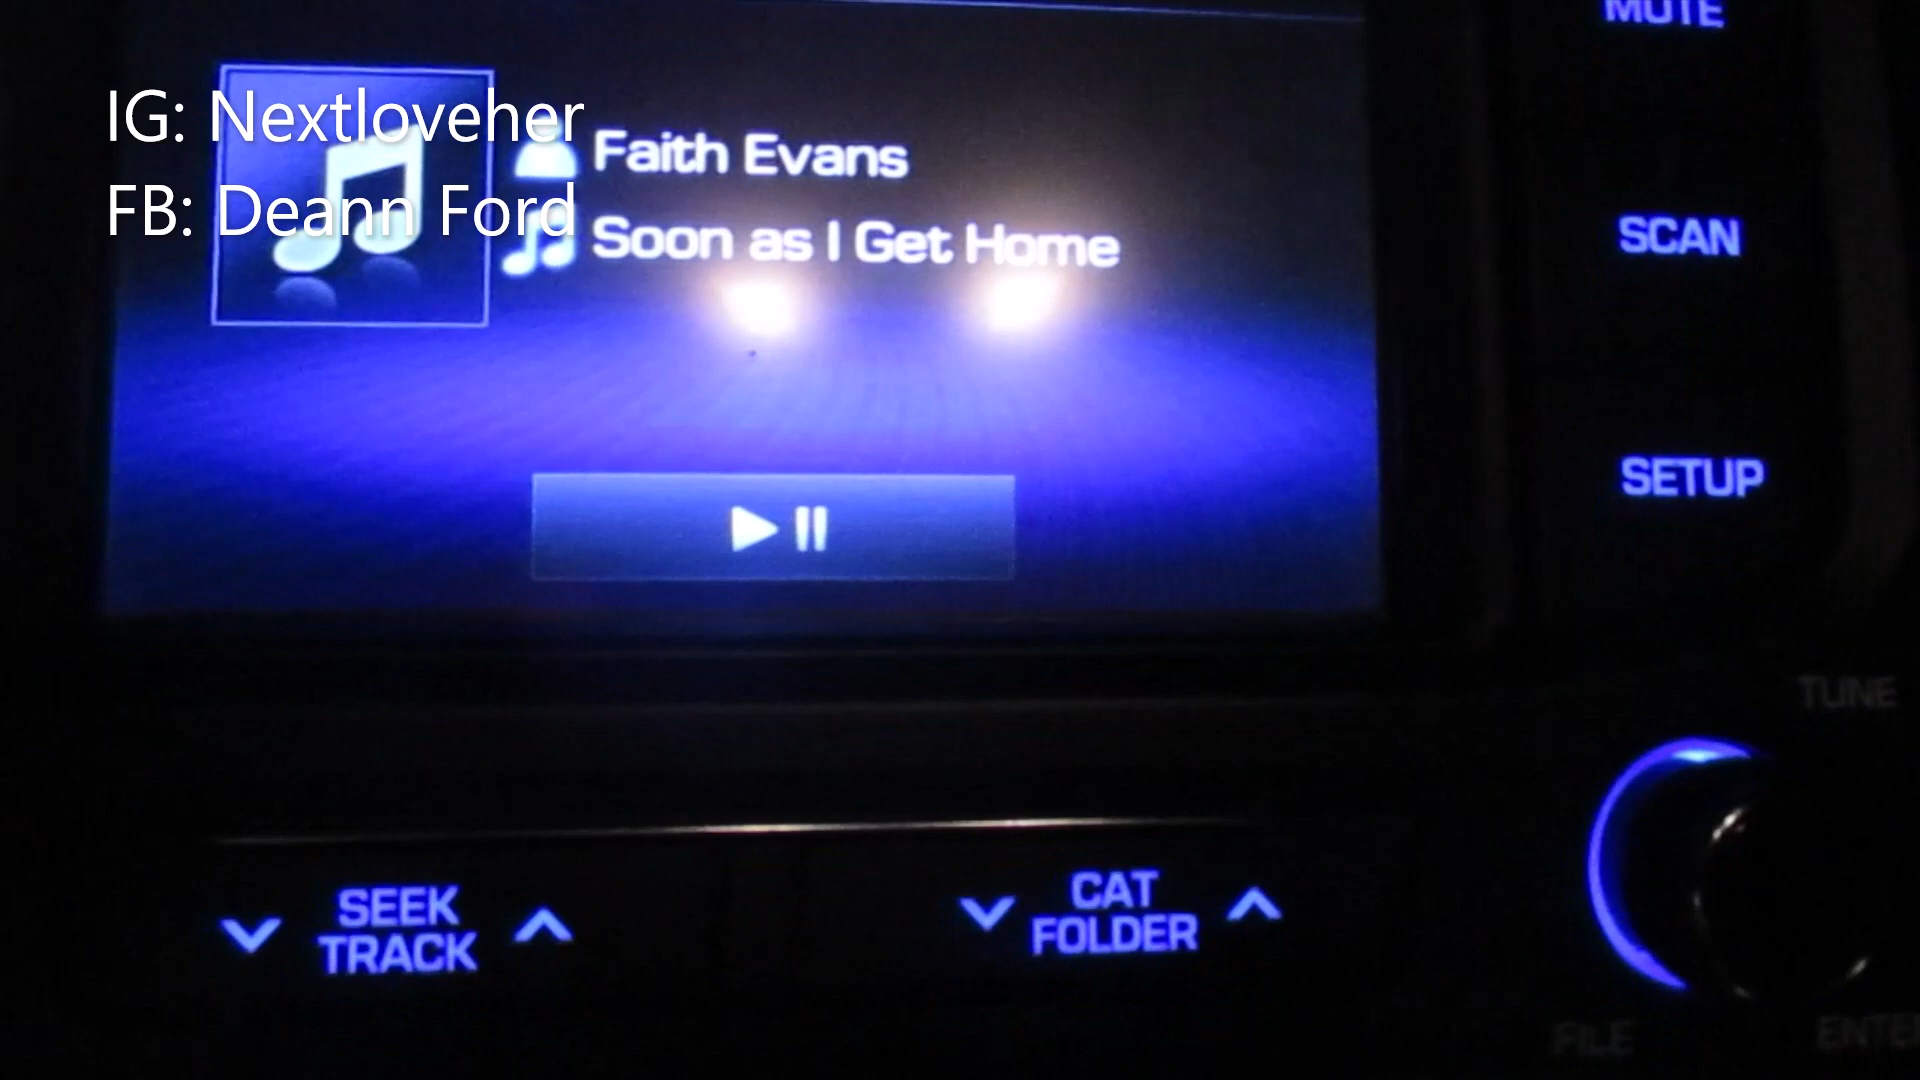 MUTE
IG: Nextloveher
FB: Deann Ford
Faith Evans
Soon as I Get Home
SCAN
SETUP
TUNE
SEEK
TRACK
CAT
FOLDER
FILE
ENTER